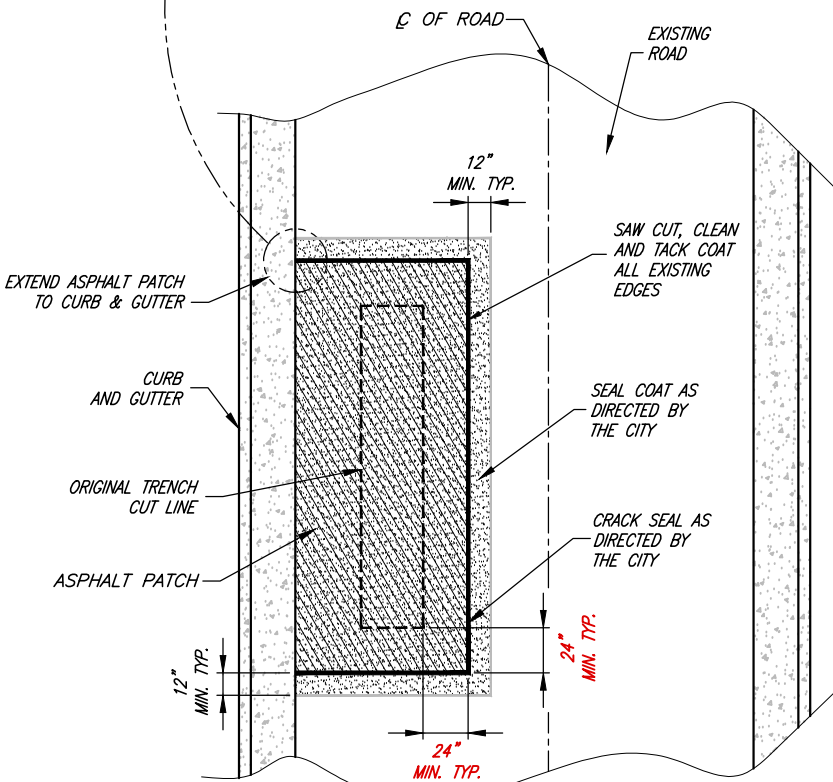 ℄ OF ROAD
EXISTING
ROAD
12"
MIN. TYP.
SAW CUT, CLEAN
AND TACK COAT
ALL EXISTING
EDGES
EXTEND ASPHALT PATCH
TO CURB & GUTTER
CURB
AND GUTTER
SEAL COAT AS
DIRECTED BY
THE CITY
ORIGINAL TRENCH
CUT LINE
CRACK SEAL AS
DIRECTED BY
THE CITY
ASPHALT PATCH
24"
MIN. TYP.
12"
MIN. TYP.
24"
MIN. TYP.